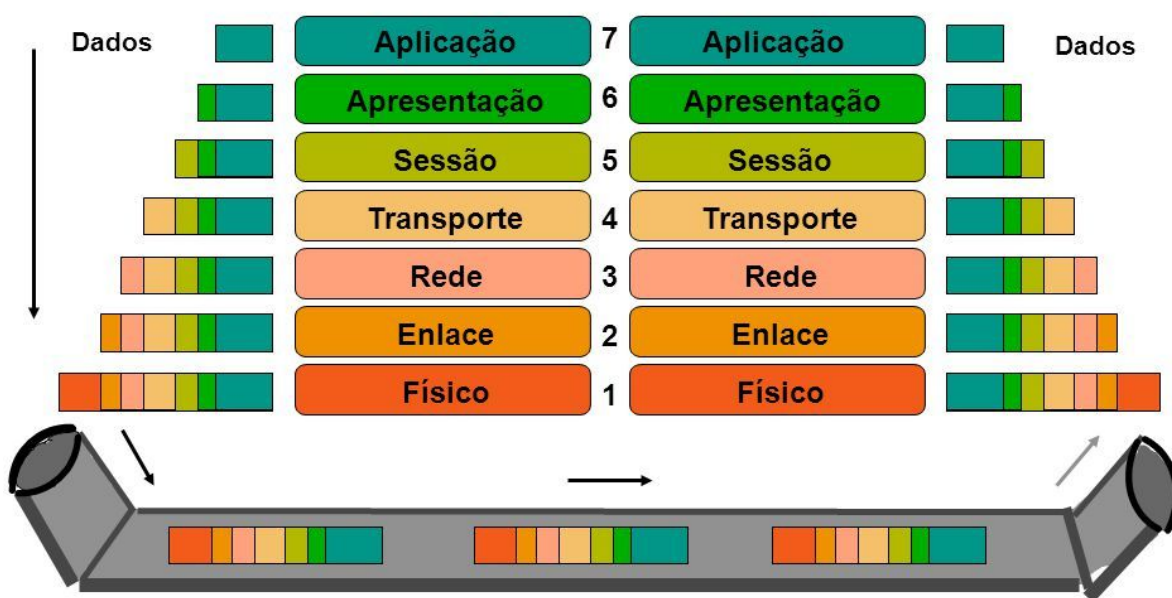 Dados Aplicação 7 Aplicação Dados
Apresentação 6 Apresentação
Sessão 5 Sessão
Transporte 4 Transporte
Rede 3 Rede
Enlace 2 Enlace
Físico 1 Físico